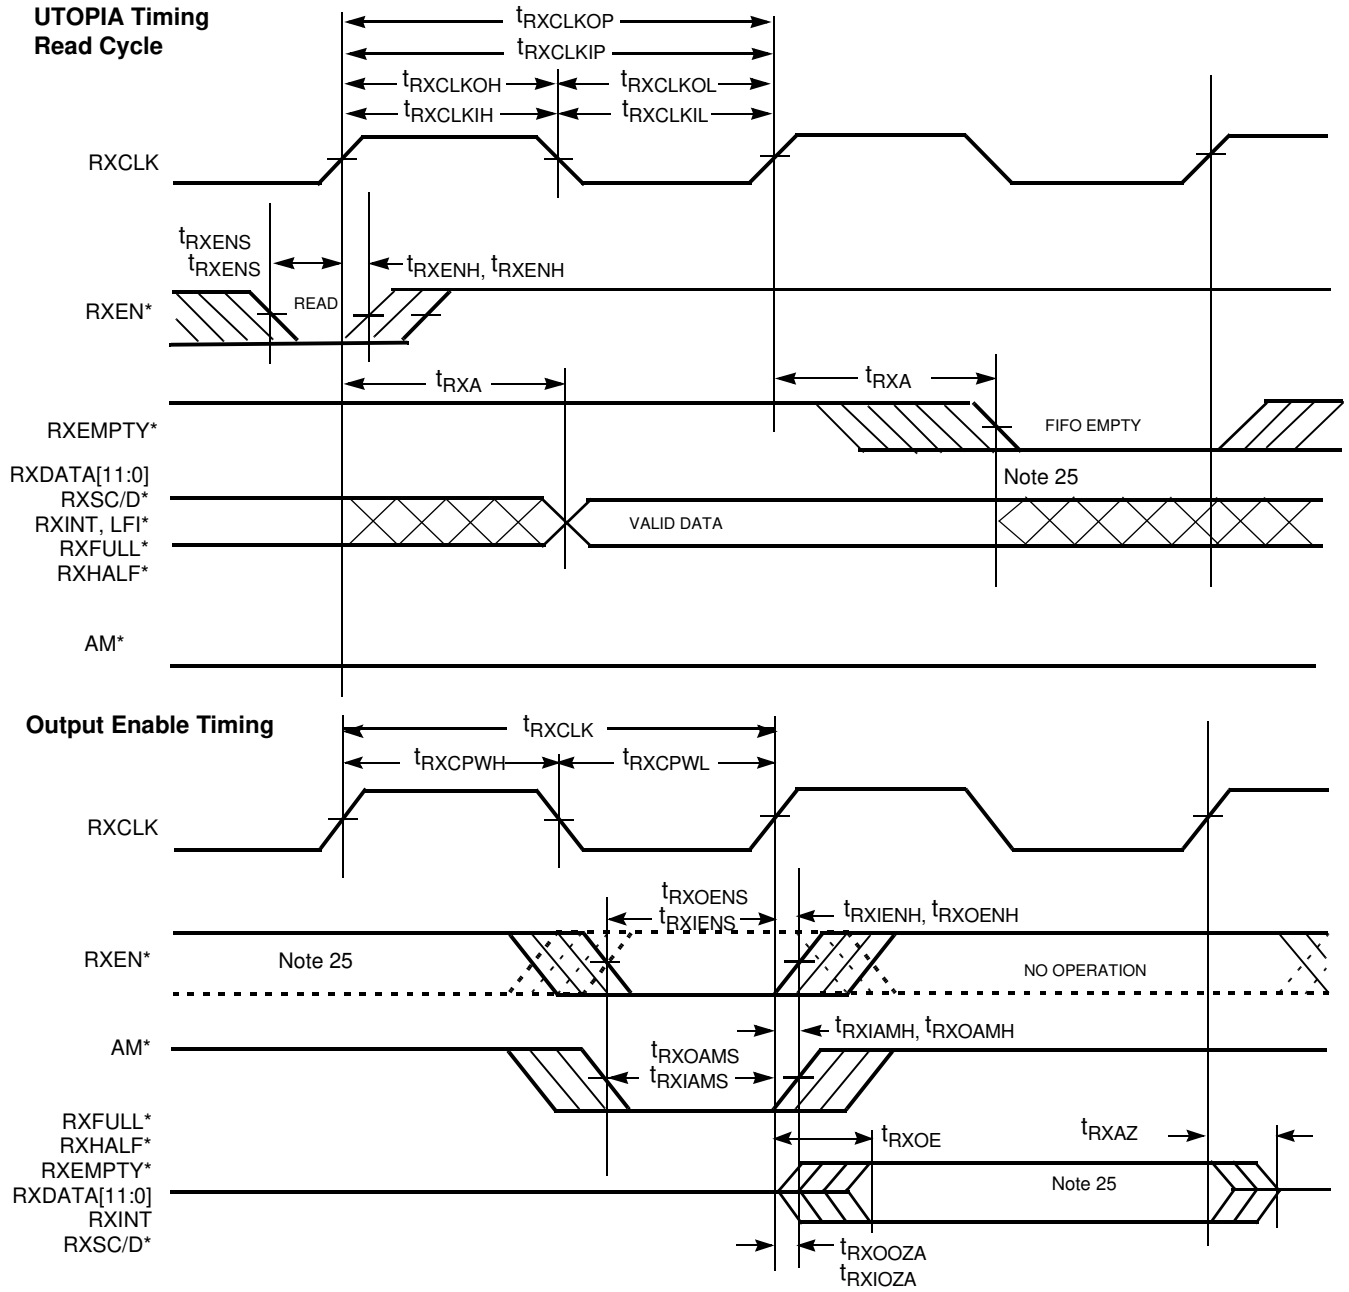 UTOPIA Timing
Read Cycle
tRXCLKOP
tRXCLKIP
tRXCLKOH
tRXCLKOL
tRXCLKIH
tRXCLKIL
RXCLK
tRXENS
tRXENS
tRXENH, tRXENH
RXEN*
READ
tRXA
tRXA
RXEMPTY*
FIFO EMPTY
RXDATA[11:0]
Note 25
RXSC/D*
RXINT, LFI*
VALID DATA
RXFULL*
RXHALF*
AM*
Output Enable Timing
tRXCLK
tRXCPWH
tRXCPWL
RXCLK
tRXOENS
tRXIENS
tRXIENH, tRXOENH
RXEN*
Note 25
NO OPERATION
tRXIAMH, tRXOAMH
AM*
tRXOAMS
tRXIAMS
RXFULL*
tRXOE
tRXAZ
RXHALF*
RXEMPTY*
RXDATA[11:0]
Note 25
RXINT
RXSC/D*
tRXOOZA
tRXIOZA